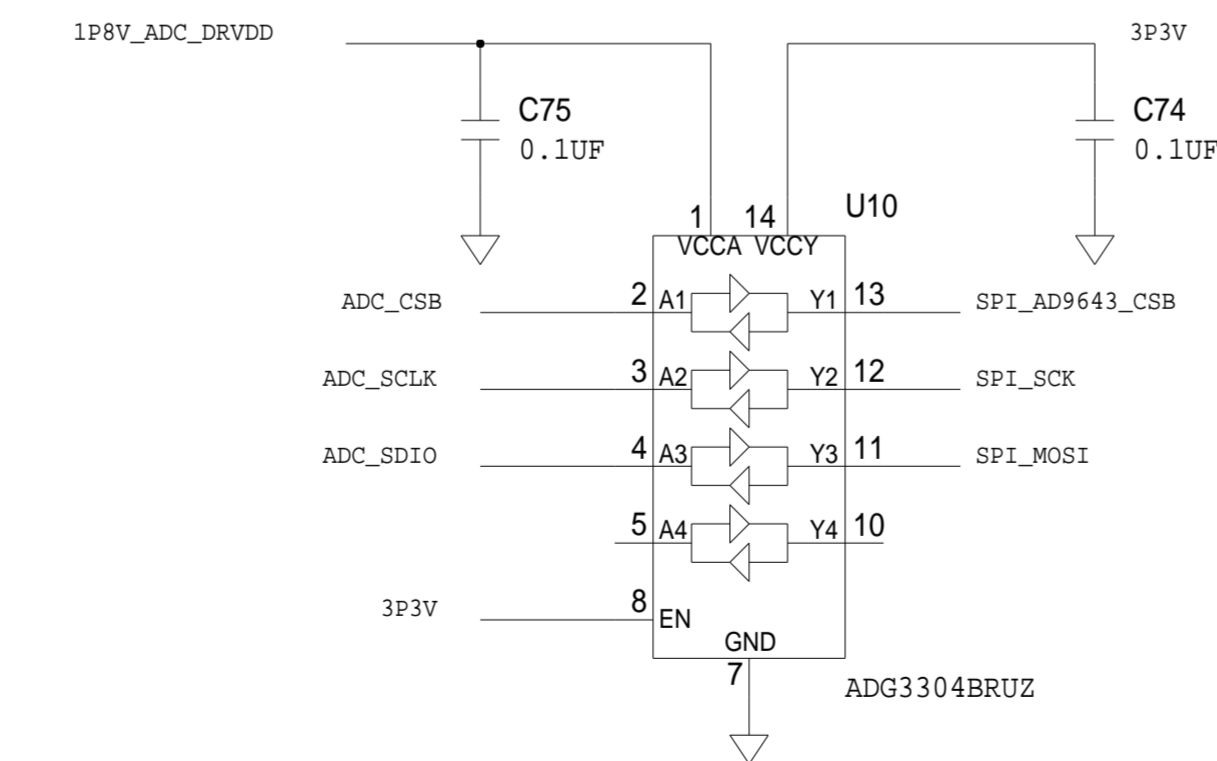 1P8V_ADC_DRVDD 3P3V
C75 C74
0.1UF 0.1UF
U10
1 14
VCCA VCCY
ADC_CSB 2 A1 Y1 13 SPI_AD9643_CSB
ADC_SCLK 3 A2 Y2 12 SPI_SCK
ADC_SDIO 4 A3 Y3 11 SPI_MOSI
5 A4 Y4 10
3P3V 8 EN
GND
7
ADG3304BRUZ